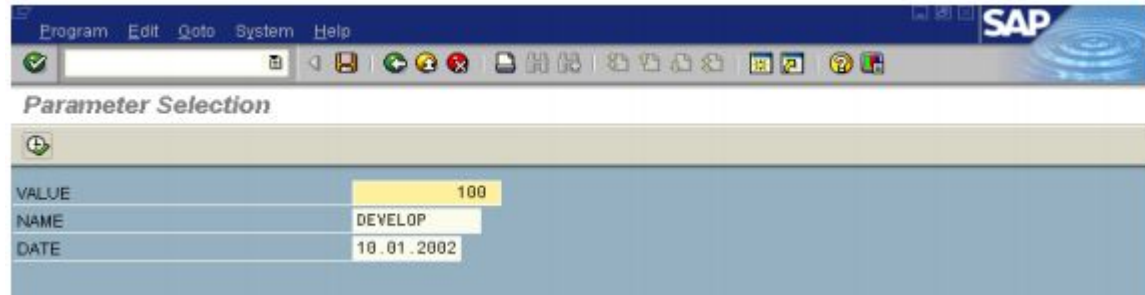 Program Edit Goto System Help
SAP
Parameter Selection
VALUE 100
NAME DEVELOP
DATE 10.01.2002